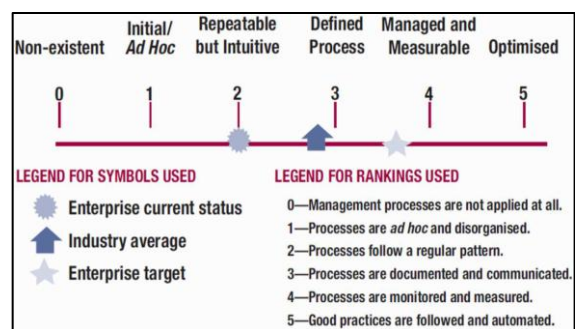 Non-existent
Initial/
Ad Hoc
Repeatable
but Intuitive
Defined
Process
Managed and
Measurable
Optimised
0 1 2 3 4 5
LEGEND FOR SYMBOLS USED
Enterprise current status
Industry average
Enterprise target
LEGEND FOR RANKINGS USED
0—Management processes are not applied at all.
1—Processes are ad hoc and disorganised.
2—Processes follow a regular pattern.
3—Processes are documented and communicated.
4—Processes are monitored and measured.
5—Good practices are followed and automated.